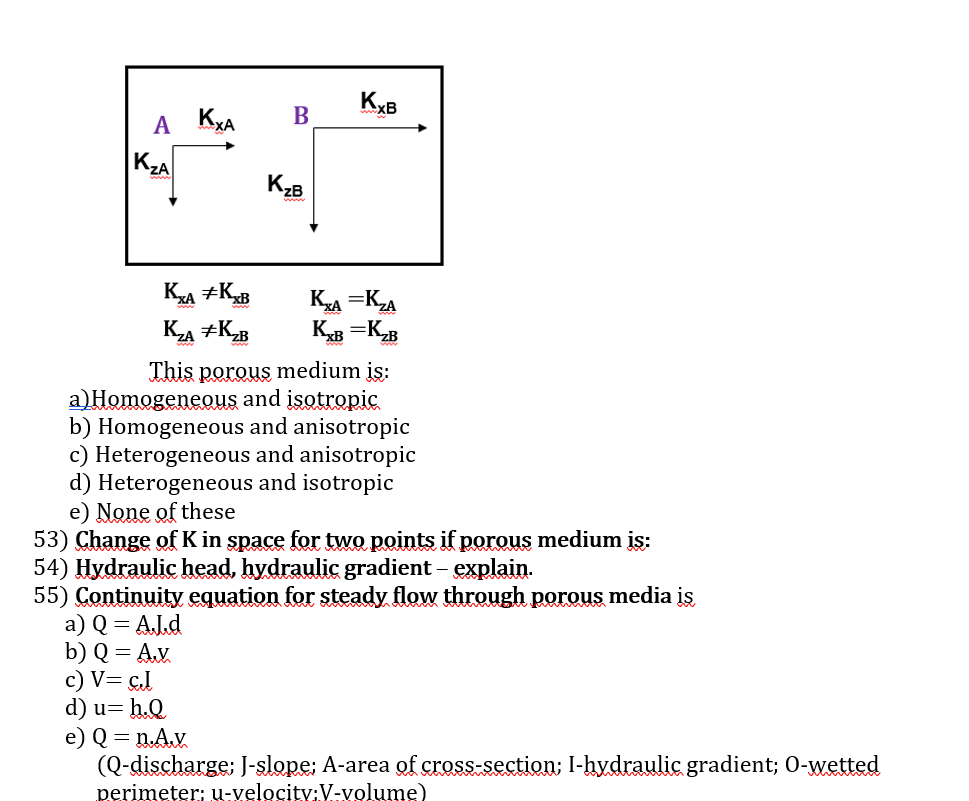 A KxA B KxB
KzA
KzB
KxA ≠KxB KxA =KzA
KzA ≠KzB KxB =KzB
This porous medium is:
a)Homogeneous and isotropic
b) Homogeneous and anisotropic
c) Heterogeneous and anisotropic
d) Heterogeneous and isotropic
e) None of these
53) Change of K in space for two points if porous medium is:
54) Hydraulic head, hydraulic gradient – explain.
55) Continuity equation for steady flow through porous media is
a) Q = A.J.d
b) Q = A.v
c) V= c.I
d) u= h.Q
e) Q = n.A.v
(Q-discharge; J-slope; A-area of cross-section; I-hydraulic gradient; O-wetted
perimeter; u-velocity;V-volume)